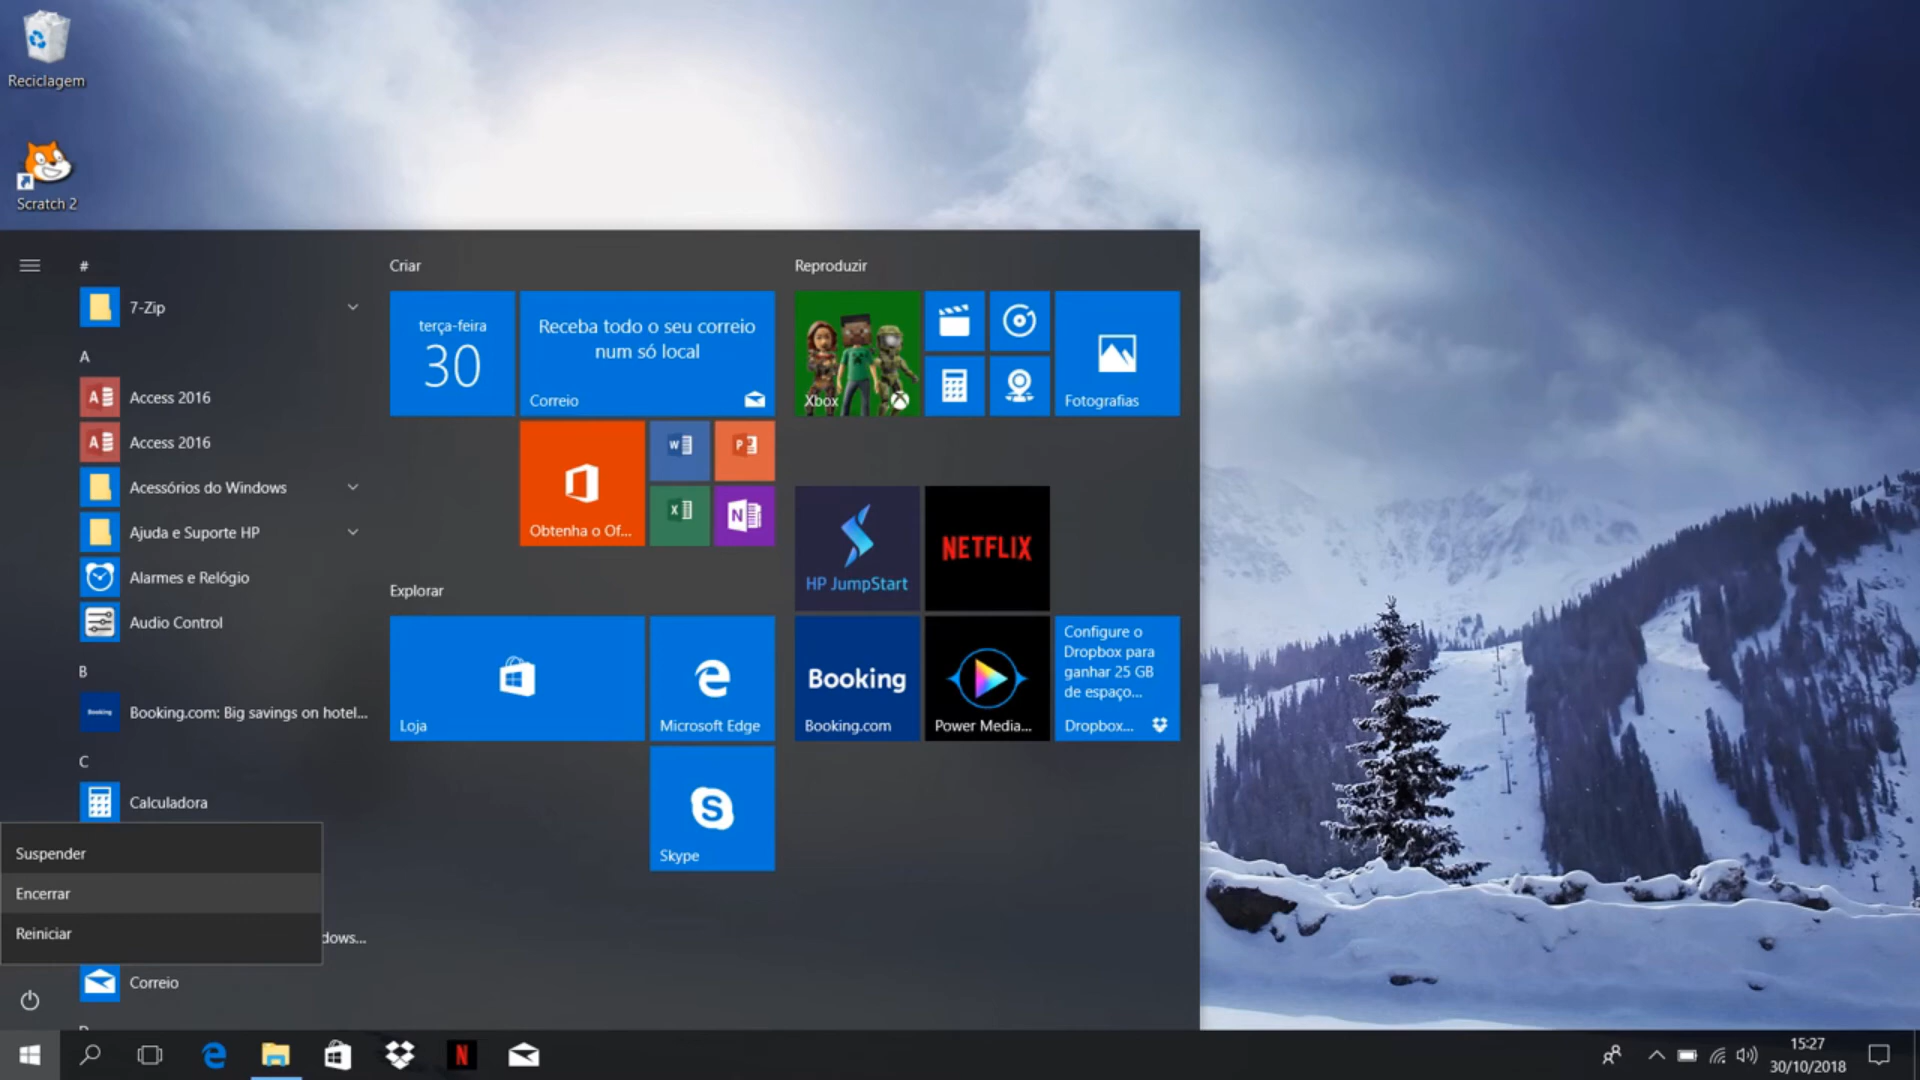 Reciclagem
Scratch 2
#
7-Zip
A
Access 2016
Access 2016
Acessórios do Windows
Ajuda e Suporte HP
Alarmes e Relógio
Audio Control
B
Booking.com: Big savings on hotel...
C
Calculadora
Suspender
Encerrar
Reiniciar
dows...
Correio
Criar
terça-feira
30
Receba todo o seu correio
num só local
Correio
Obtenha o Of...
Explorar
Loja
Microsoft Edge
Skype
Reproduzir
Xbox
Fotografias
HP JumpStart
NETFLIX
Booking
Booking.com
Power Media...
Configure o
Dropbox para
ganhar 25 GB
de espaço...
Dropbox...
15:27
30/10/2018